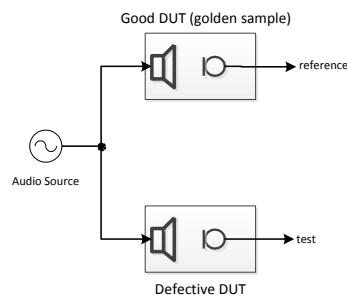 Good DUT (golden sample)
reference
Audio Source
test
Defective DUT